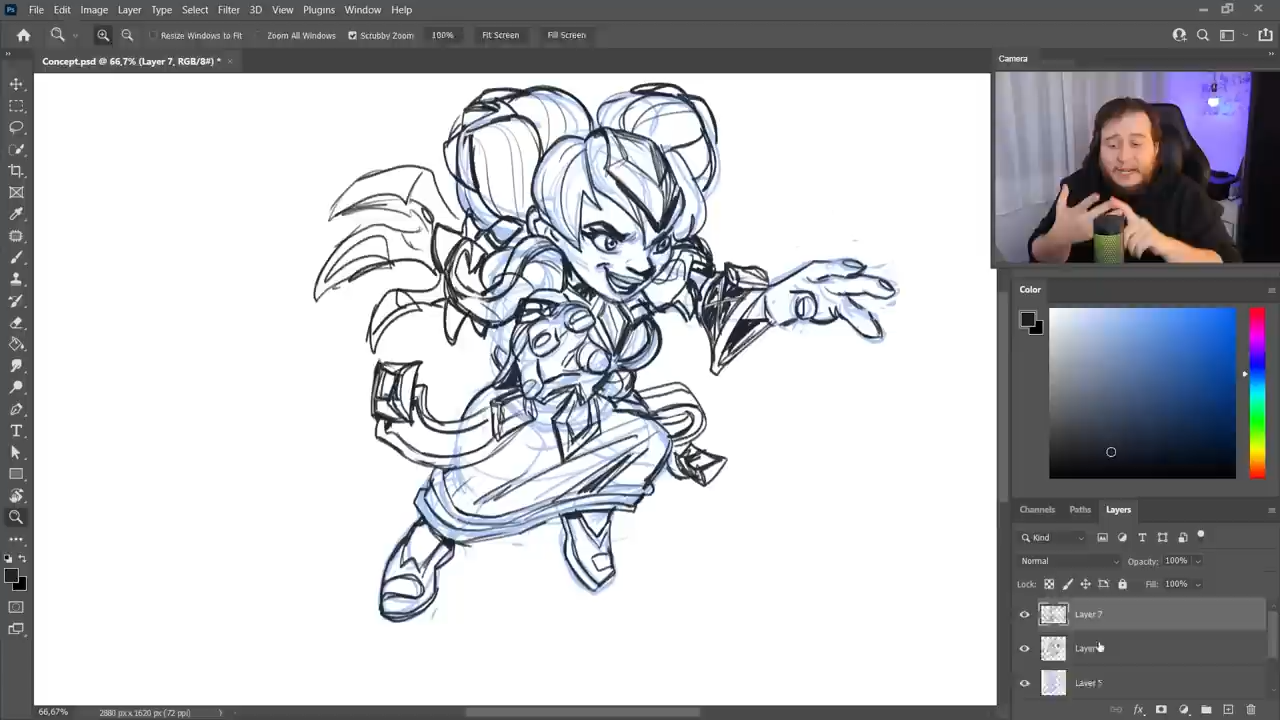 Ps File Edit Image Layer Type Select Filter 3D View Plugins Window Help
Resize Windows to Fit Zoom All Windows Scrubby Zoom 100% Fit Screen Fill Screen
Concept.psd @ 66,7% (Layer 7, RGB/8#) * ×
Camera
Color
Channels Paths Layers
Kind
Normal Opacity: 100%
Lock: Fill: 100%
Layer 7
Layer
Layer 5
66,67% 2880 px x 1620 px (72 ppi)